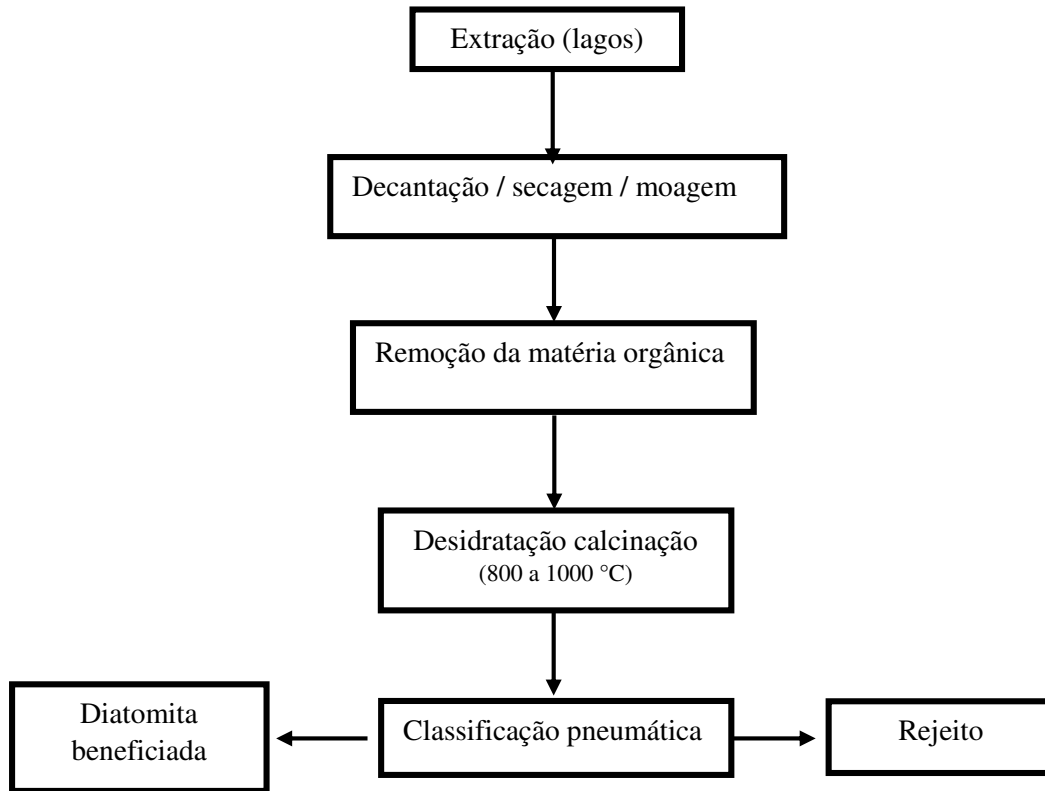 Extração (lagos)
Decantação / secagem / moagem
Remoção da matéria orgânica
Desidratação calcinação
(800 a 1000 °C)
Diatomita
beneficiada
Classificação pneumática
Rejeito